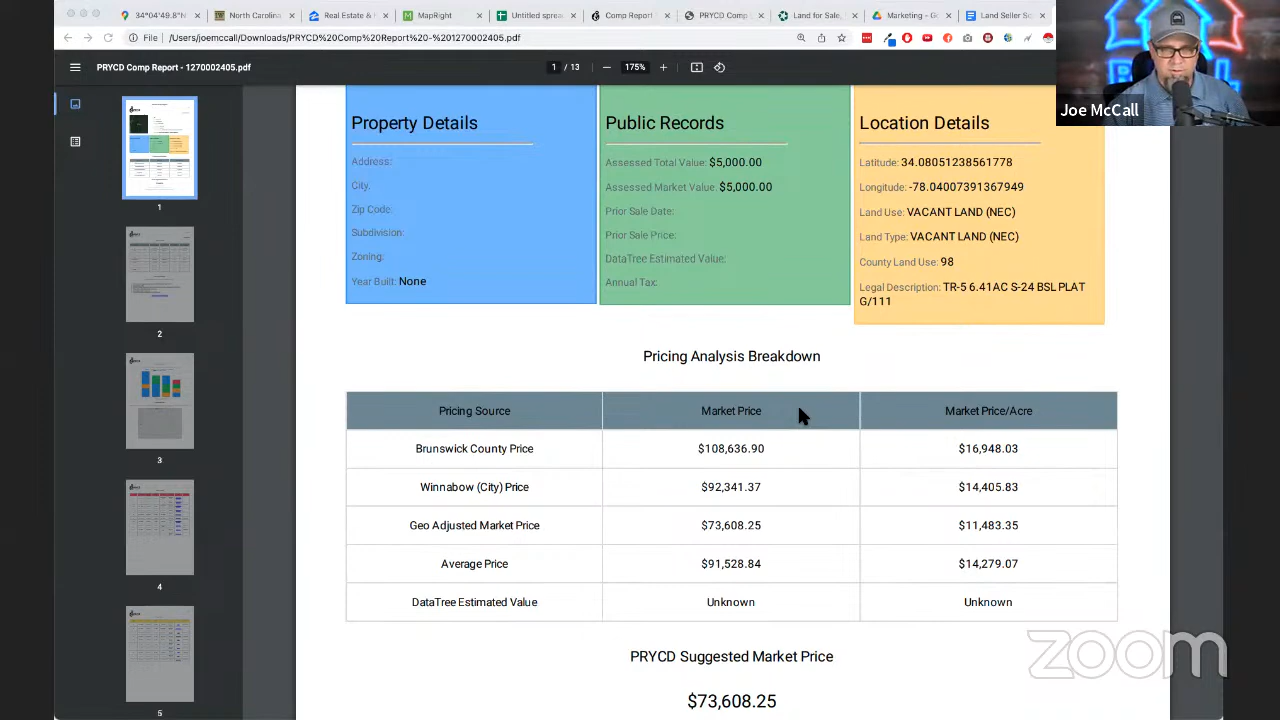 34°04'49.8"N
North Carolina
Real Estate &
MapRight
Untitled spre
Comp Report
PRYCD Comp
Land for Sale,
Marketing - G
Land Seller Sc
File
/Users/joemccall/Downloads/PRYCD%20Comp%20Report%20-%201270002405.pdf
PRYCD Comp Report - 1270002405.pdf
1 / 13
175%
Joe McCall
Property Details
Address:
City:
Zip Code:
Subdivision:
Zoning:
Year Built: None
Public Records
Assessed Total Value: $5,000.00
Assessed Market Value: $5,000.00
Prior Sale Date:
Prior Sale Price:
DataTree Estimated Value:
Annual Tax:
Location Details
Latitude: 34.08051238561778
Longitude: -78.04007391367949
Land Use: VACANT LAND (NEC)
Land Type: VACANT LAND (NEC)
County Land Use: 98
Legal Description: TR-5 6.41AC S-24 BSL PLAT
G/111
1
2
3
4
5
Pricing Analysis Breakdown
Pricing Source Market Price Market Price/Acre
Brunswick County Price $108,636.90 $16,948.03
Winnabow (City) Price $92,341.37 $14,405.83
Geo Adjusted Market Price $73,608.25 $11,483.35
Average Price $91,528.84 $14,279.07
DataTree Estimated Value Unknown Unknown
PRYCD Suggested Market Price
$73,608.25
zoom